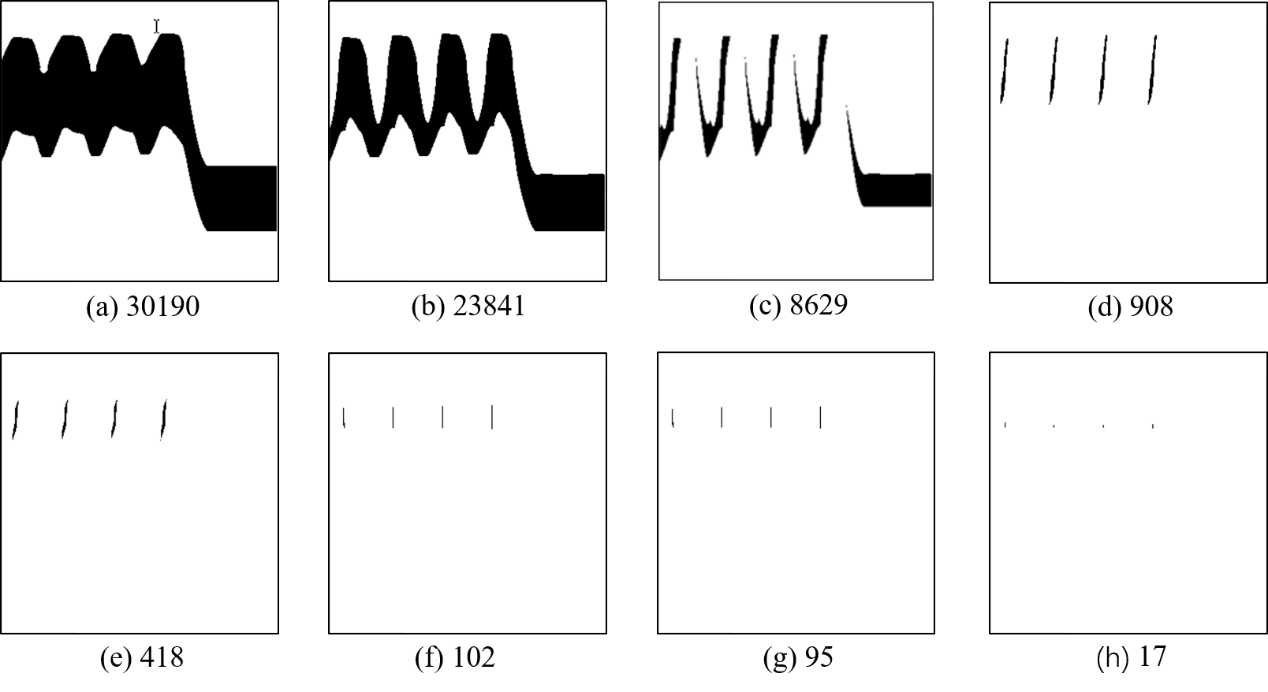 (a) 30190
(b) 23841
(c) 8629
(d) 908
(e) 418
(f) 102
(g) 95
(h) 17